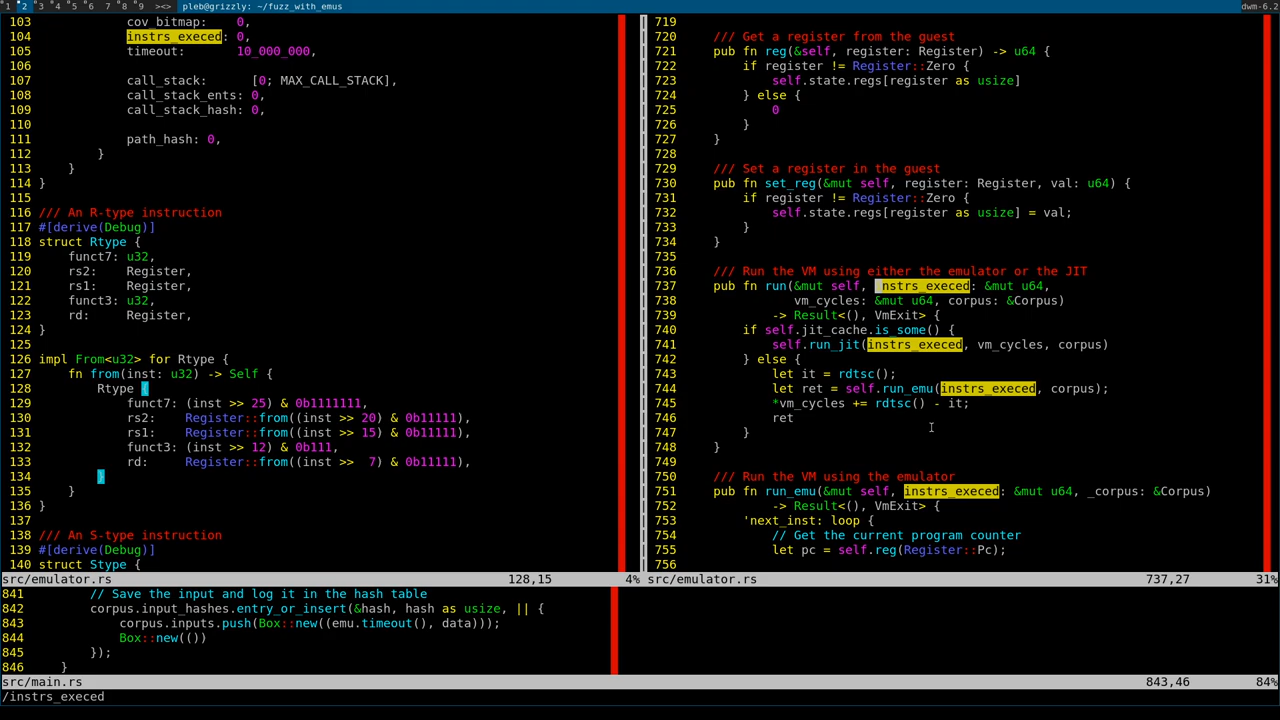 1 2 3 4 5 6 7 8 9 ><> pleb@grizzly: ~/fuzz_with_emus dwm-6.2
103             cov_bitmap:    0,
104             instrs_execed: 0,
105             timeout:       10_000_000,
106
107             call_stack:      [0; MAX_CALL_STACK],
108             call_stack_ents: 0,
109             call_stack_hash: 0,
110
111             path_hash: 0,
112         }
113     }
114 }
115
116 /// An R-type instruction
117 #[derive(Debug)]
118 struct Rtype {
119     funct7: u32,
120     rs2:    Register,
121     rs1:    Register,
122     funct3: u32,
123     rd:     Register,
124 }
125
126 impl From<u32> for Rtype {
127     fn from(inst: u32) -> Self {
128         Rtype {
129             funct7: (inst >> 25) & 0b1111111,
130             rs2:    Register::from((inst >> 20) & 0b11111),
131             rs1:    Register::from((inst >> 15) & 0b11111),
132             funct3: (inst >> 12) & 0b111,
133             rd:     Register::from((inst >>  7) & 0b11111),
134         }
135     }
136 }
137
138 /// An S-type instruction
139 #[derive(Debug)]
140 struct Stype {
src/emulator.rs 128,15 4%
719
720     /// Get a register from the guest
721     pub fn reg(&self, register: Register) -> u64 {
722         if register != Register::Zero {
723             self.state.regs[register as usize]
724         } else {
725             0
726         }
727     }
728
729     /// Set a register in the guest
730     pub fn set_reg(&mut self, register: Register, val: u64) {
731         if register != Register::Zero {
732             self.state.regs[register as usize] = val;
733         }
734     }
735
736     /// Run the VM using either the emulator or the JIT
737     pub fn run(&mut self, instrs_execed: &mut u64,
738                vm_cycles: &mut u64, corpus: &Corpus)
739             -> Result<(), VmExit> {
740         if self.jit_cache.is_some() {
741             self.run_jit(instrs_execed, vm_cycles, corpus)
742         } else {
743             let it = rdtsc();
744             let ret = self.run_emu(instrs_execed, corpus);
745             *vm_cycles += rdtsc() - it;
746             ret
747         }
748     }
749
750     /// Run the VM using the emulator
751     pub fn run_emu(&mut self, instrs_execed: &mut u64, _corpus: &Corpus)
752             -> Result<(), VmExit> {
753         'next_inst: loop {
754             // Get the current program counter
755             let pc = self.reg(Register::Pc);
756
src/emulator.rs 737,27 31%
841         // Save the input and log it in the hash table
842         corpus.input_hashes.entry_or_insert(&hash, hash as usize, || {
843             corpus.inputs.push(Box::new((emu.timeout(), data)));
844             Box::new(())
845         });
846     }
src/main.rs 843,46 84%
/instrs_execed